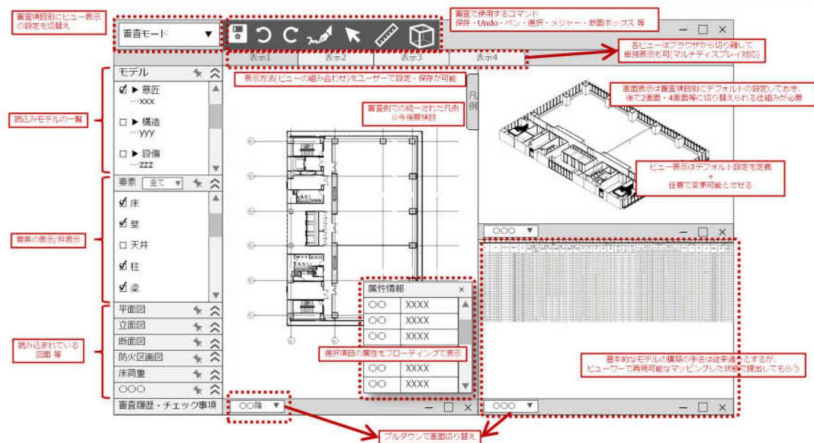 審査項目別にビュー表示
の設定を切替え
審査モード ▼
審査で使用するコマンド
保存・Undo・ペン・選択・メジャー・断面ボックス 等
各ビューはブラウザから切り離して
単独表示も可(マルチディスプレイ対応)
表示1
表示2
表示3
表示4
表示方法(ビューの組み合わせ)をユーザーで設定・保存が可能
画面表示は審査項目別にデフォルトの設定しておき、
後で2画面・4画面等に切り替えられる仕組みが必要
モデル
意匠
…xxx
構造
…yyy
設備
…zzz
読込みモデルの一覧
審査側での統一された凡例
※今後要検討
凡例
ビュー表示はデフォルト設定を定義
+
任意で変更可能とさせる
要素 全て ▼
床
壁
天井
柱
梁
要素の表示/非表示
○○○ ▼
属性情報 ×
○○ XXXX
○○ XXXX
○○ XXXX
選択項目の属性をフローティングで表示
○○ XXXX
○○ XXXX
平面図
立面図
断面図
防火区画図
床荷重
○○○
読み込まれている
図面 等
基本的なモデルの構築の手法は従来通りとするが、
ビューワーで再現可能なマッピングした状態で提出してもらう
審査履歴・チェック事項
○○階 ▼
○○○ ▼
プルダウンで画面切り替え